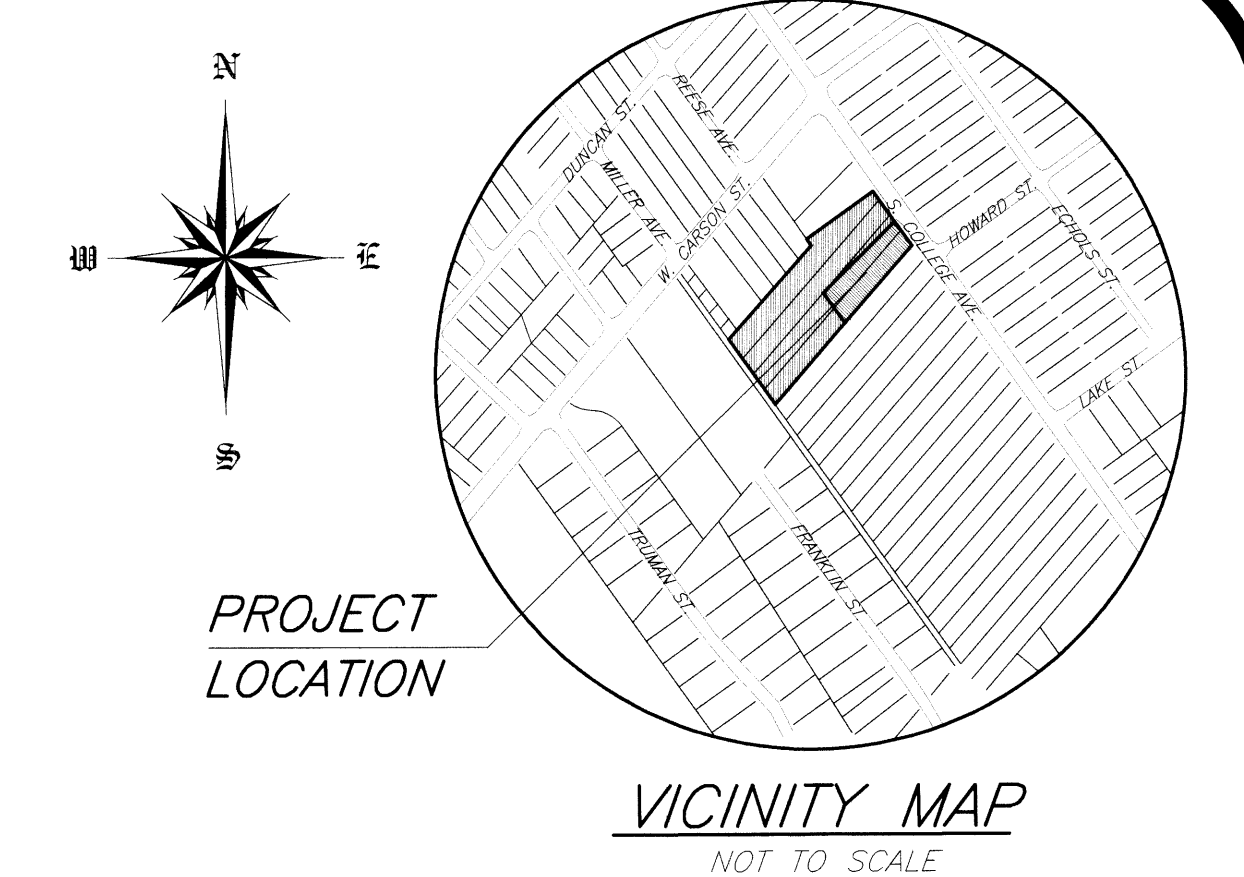 N
W
E
S
DUNCAN ST.
REESE AVE.
MILLER AVE.
W. CARSON ST.
S. COLLEGE AVE.
HOWARD ST.
ECHOLS ST.
LAKE ST.
TRUMAN ST.
FRANKLIN ST.
PROJECT
LOCATION
VICINITY MAP
NOT TO SCALE